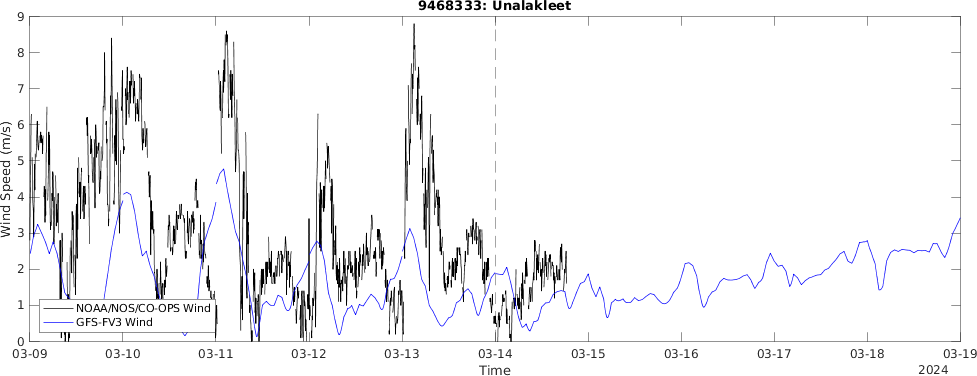 9468333: Unalakleet
9
8
7
6
5
4
3
2
1
0
Wind Speed (m/s)
NOAA/NOS/CO-OPS Wind
GFS-FV3 Wind
03-09 03-10 03-11 03-12 03-13 03-14 03-15 03-16 03-17 03-18 03-19
Time
2024